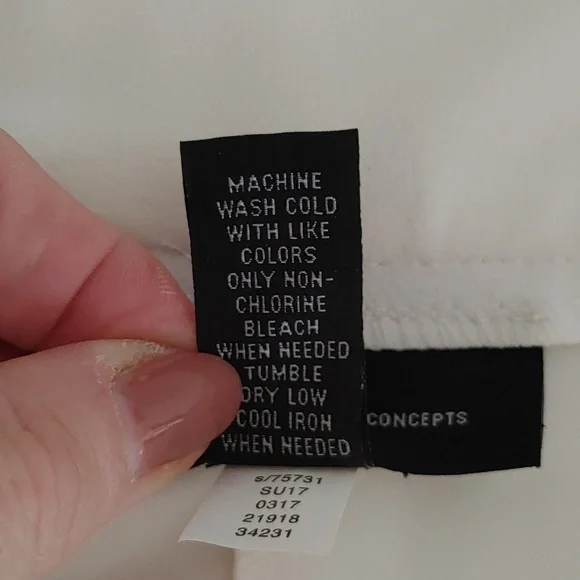 MACHINE
WASH COLD
WITH LIKE
COLORS
ONLY NON-
CHLORINE
BLEACH
WHEN NEEDED
TUMBLE
DRY LOW
COOL IRON
WHEN NEEDED
CONCEPTS
s/75731
SU17
0317
21918
34231